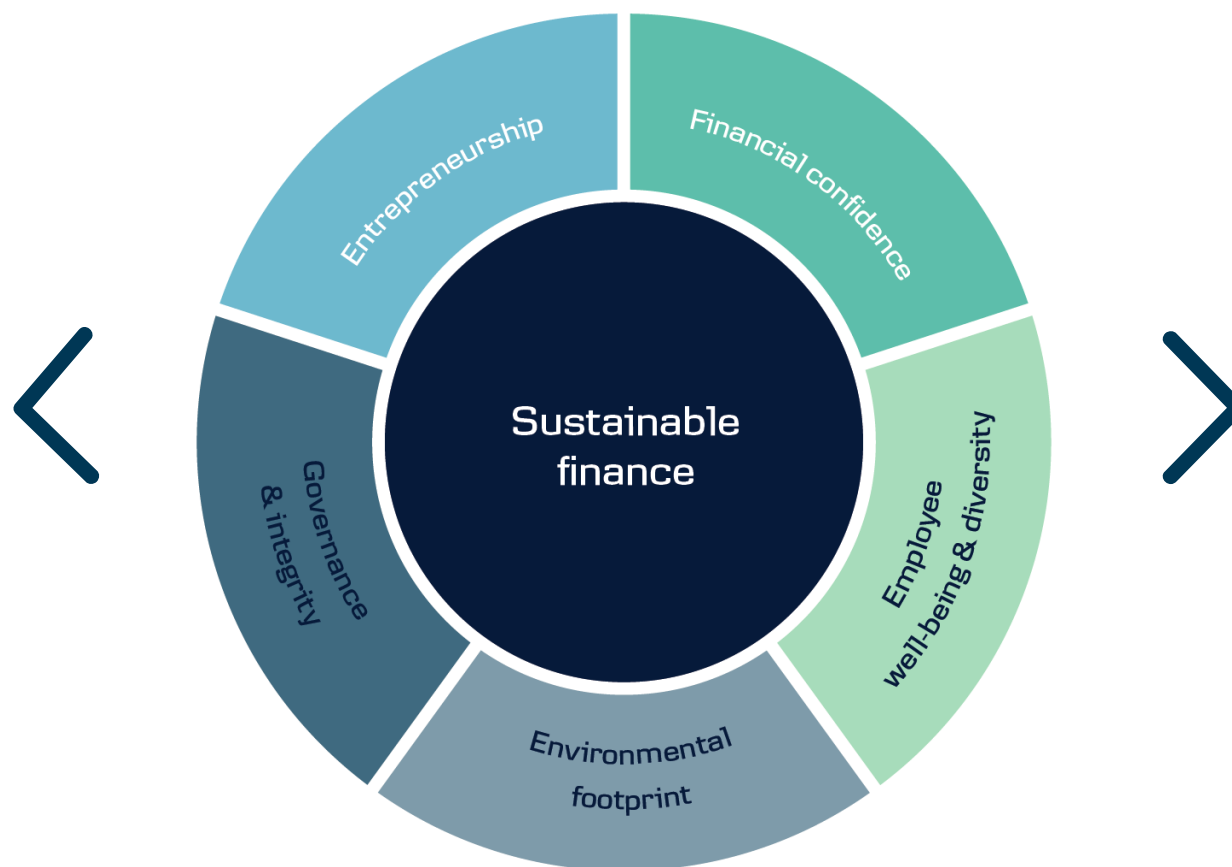 Entrepreneurship
Financial confidence
Sustainable
finance
Governance
& integrity
Employee
well-being & diversity
Environmental
footprint